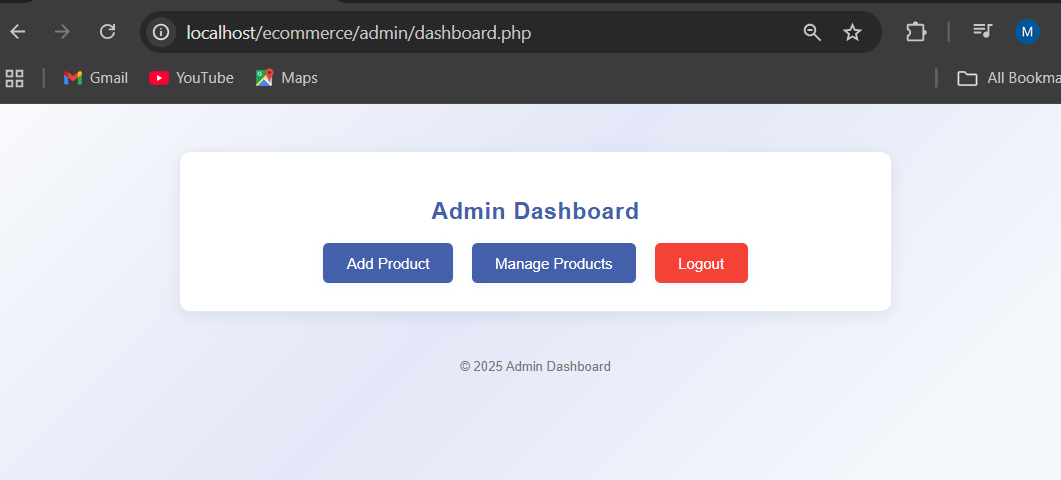 localhost/ecommerce/admin/dashboard.php
M
Gmail YouTube Maps All Bookma
Admin Dashboard
Add Product Manage Products Logout
© 2025 Admin Dashboard